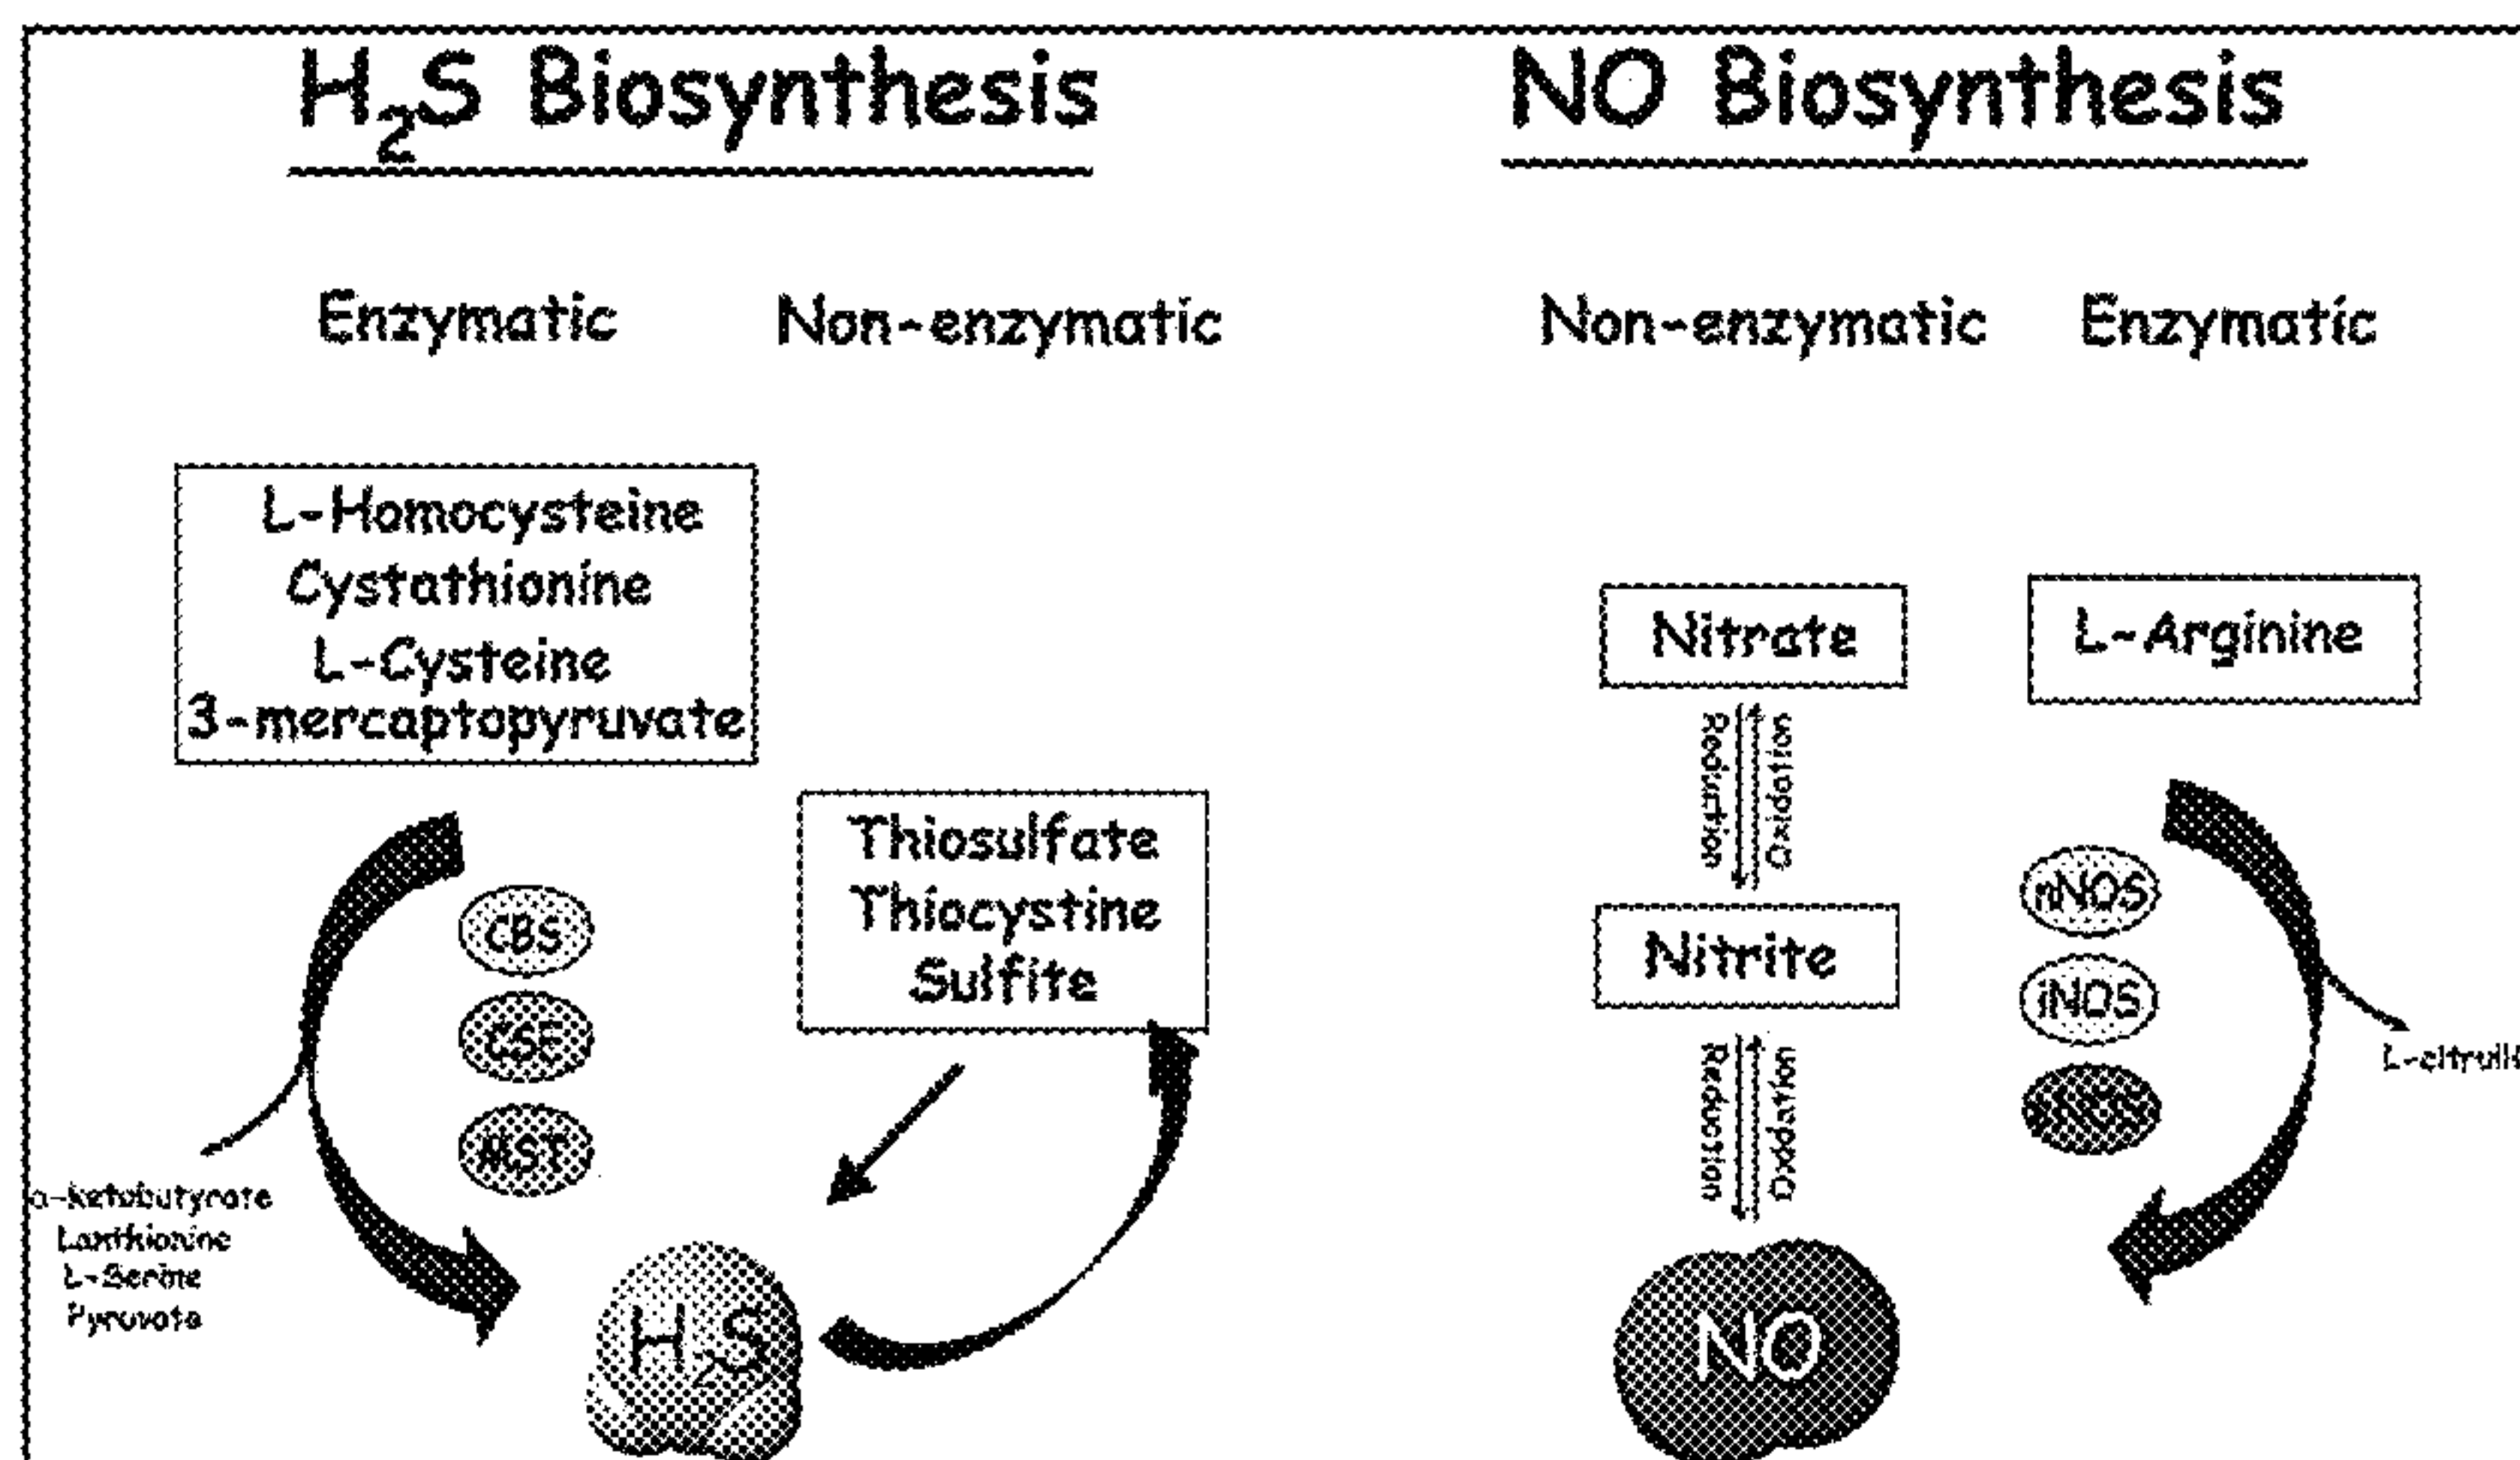 H2S Biosynthesis
NO Biosynthesis
Enzymatic
Non-enzymatic
Non-enzymatic
Enzymatic
L-Homocysteine
Cystathionine
L-Cysteine
3-mercaptopyruvate
Thiosulfate
Thiocystine
Sulfite
CBS
CSE
MST
α-Ketobutyrate
Lanthionine
L-Serine
Pyruvate
H2S
Nitrate
Reduction
Oxidation
Nitrite
Reduction
Oxidation
NO
L-Arginine
nNOS
iNOS
L-citrull